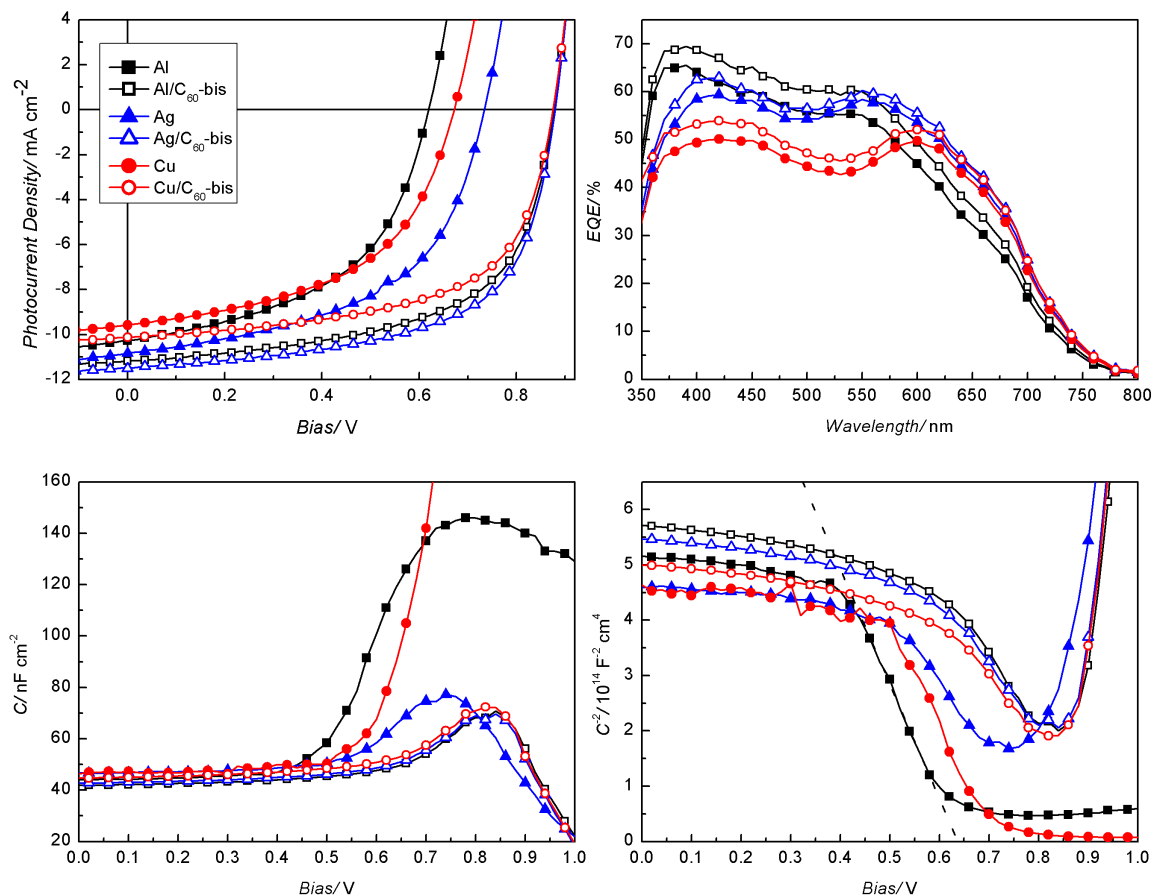 4
2
0
-2
-4
-6
-8
-10
-12
Photocurrent Density/ mA cm⁻²
Al
Al/C₆₀-bis
Ag
Ag/C₆₀-bis
Cu
Cu/C₆₀-bis
0.0 0.2 0.4 0.6 0.8
Bias/ V
70
60
50
40
30
20
10
0
EQE/ %
350 400 450 500 550 600 650 700 750 800
Wavelength/ nm
160
140
120
100
80
60
40
20
C/ nF cm⁻²
0.0 0.1 0.2 0.3 0.4 0.5 0.6 0.7 0.8 0.9 1.0
Bias/ V
6
5
4
3
2
1
0
C⁻²/ 10¹⁴ F⁻² cm⁴
0.0 0.1 0.2 0.3 0.4 0.5 0.6 0.7 0.8 0.9 1.0
Bias/ V